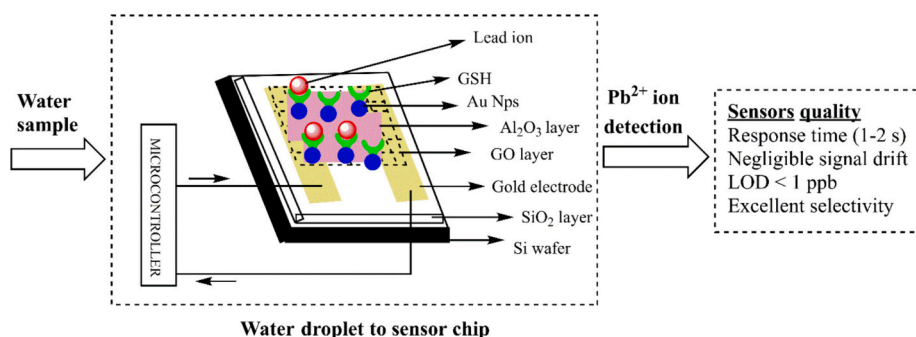 Water
sample
MICROCONTROLLER
Lead ion
GSH
Au Nps
Al₂O₃ layer
GO layer
Gold electrode
SiO₂ layer
Si wafer
Water droplet to sensor chip
Pb²⁺ ion
detection
Sensors quality
Response time (1-2 s)
Negligible signal drift
LOD < 1 ppb
Excellent selectivity